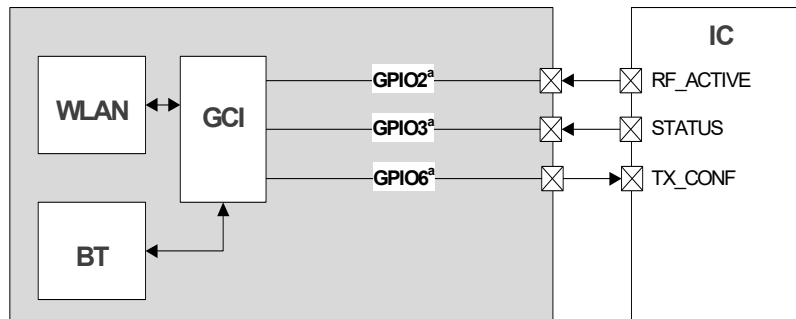 IC
WLAN
GCI
BT
GPIO2ª
GPIO3ª
GPIO6ª
RF_ACTIVE
STATUS
TX_CONF